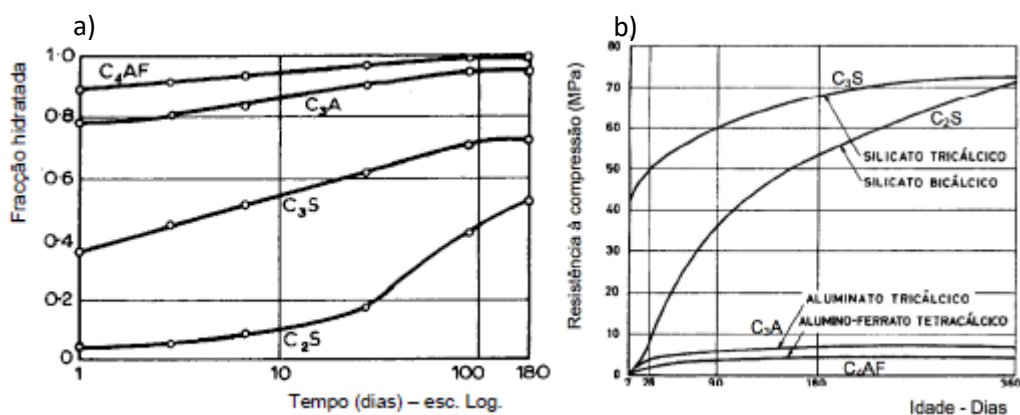 a)
Fracção hidratada
1·0
0·8
0·6
0·4
0·2
0
C₄AF
C₃A
C₃S
C₂S
1
10
100
180
Tempo (dias) – esc. Log.
b)
Resistência à compressão (MPa)
80
70
60
50
40
30
20
10
0
C₃S
C₂S
SILICATO TRICÁLCICO
SILICATO BICÁLCICO
ALUMINATO TRICÁLCICO
C₃A
ALUMINO-FERRATO TETRACÁLCICO
C₄AF
7
28
90
180
360
Idade - Dias